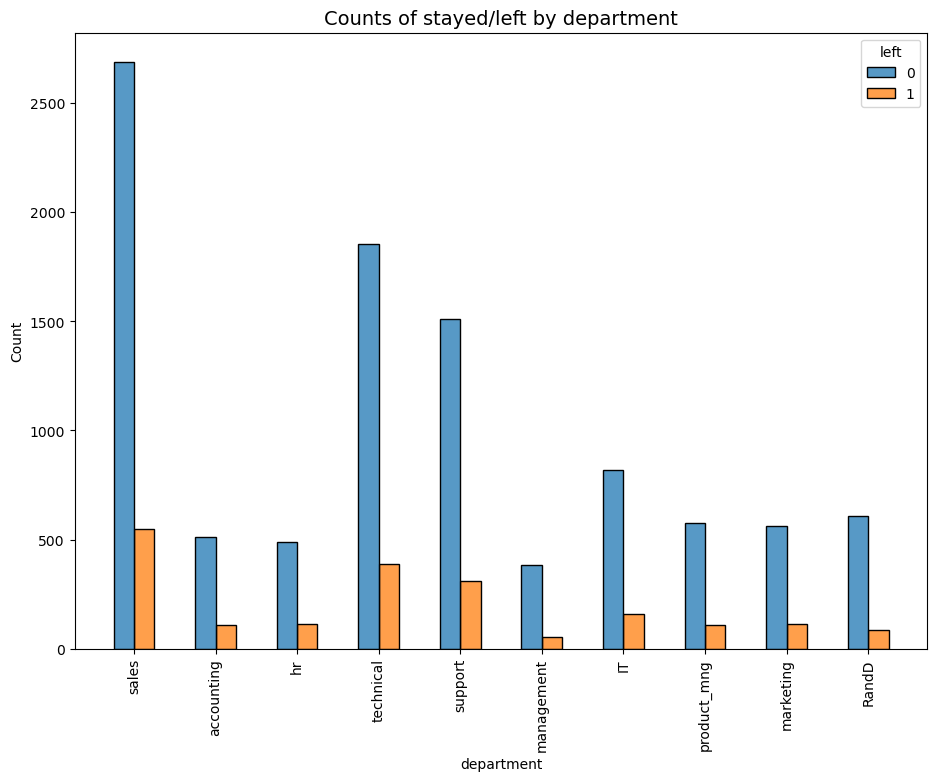 Counts of stayed/left by department
left
0
1
Count
2500
2000
1500
1000
500
0
sales
accounting
hr
technical
support
management
IT
product_mng
marketing
RandD
department